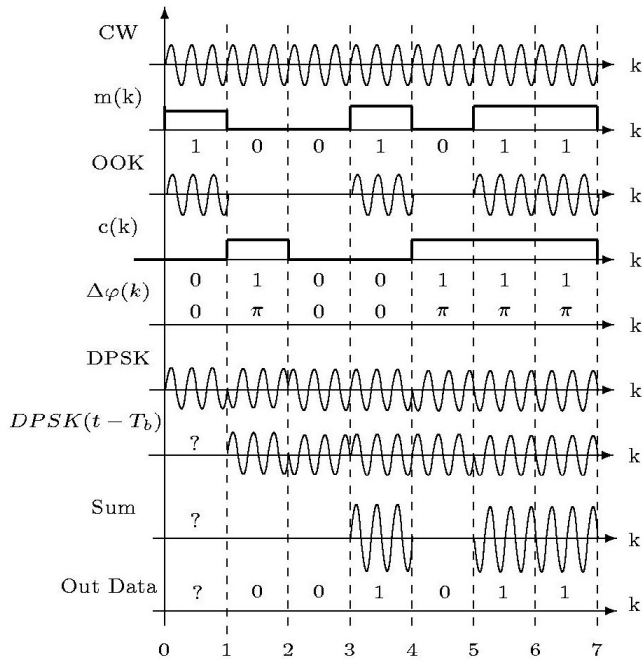 CW
k
m(k)
k
1 0 0 1 0 1 1
OOK
k
c(k)
k
0 1 0 0 1 1 1
Δφ(k)
0 π 0 0 π π π
k
DPSK
k
DPSK(t − T_b)
?
k
Sum
?
k
Out Data
? 0 0 1 0 1 1
k
0 1 2 3 4 5 6 7